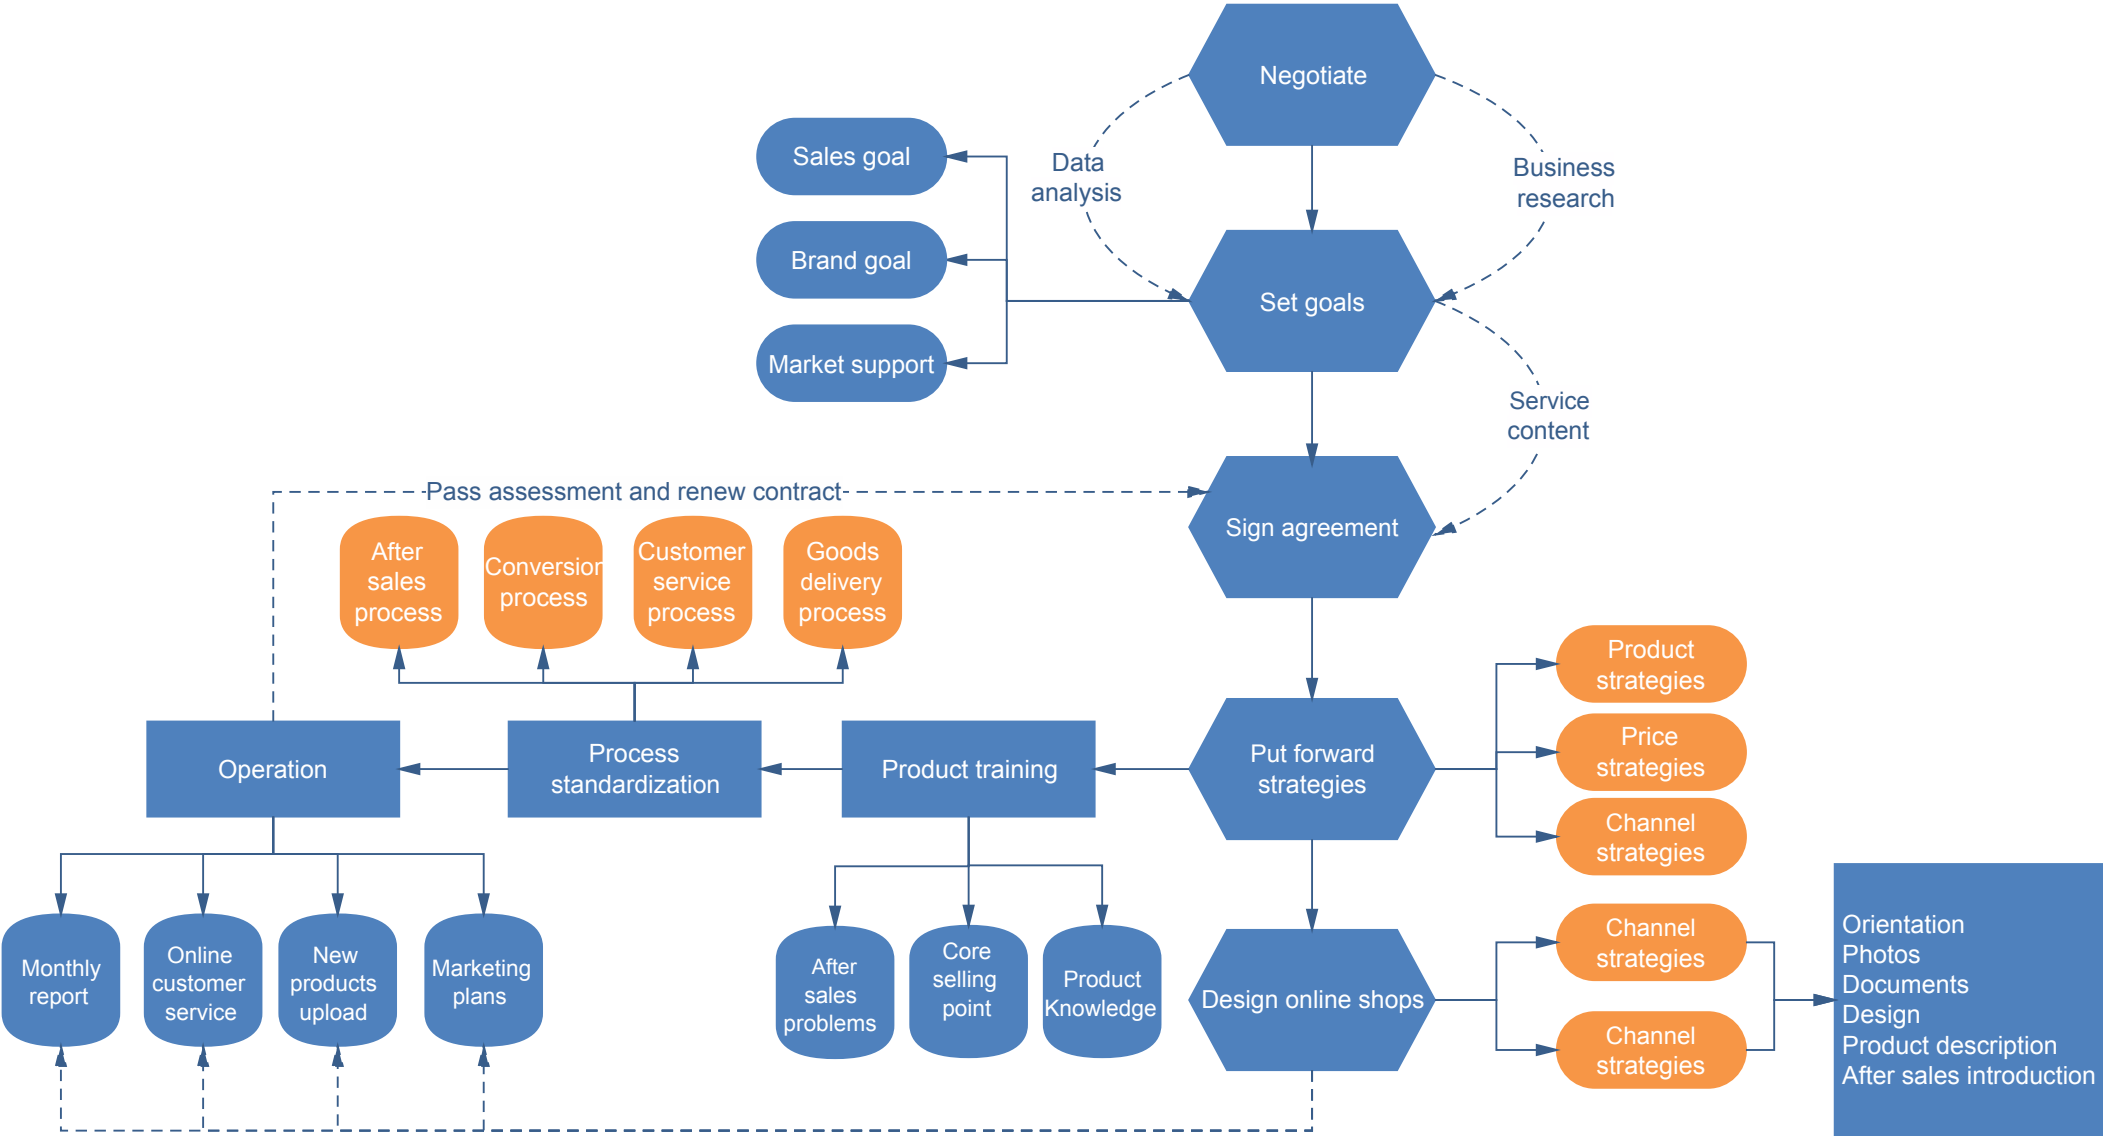 Negotiate
Data
analysis
Business
research
Sales goal
Brand goal
Market support
Set goals
Service
content
Pass assessment and renew contract
Sign agreement
After
sales
process
Conversion
process
Customer
service
process
Goods
delivery
process
Product
strategies
Price
strategies
Channel
strategies
Operation
Process
standardization
Product training
Put forward
strategies
Monthly
report
Online
customer
service
New
products
upload
Marketing
plans
After
sales
problems
Core
selling
point
Product
Knowledge
Design online shops
Channel
strategies
Channel
strategies
Orientation
Photos
Documents
Design
Product description
After sales introduction